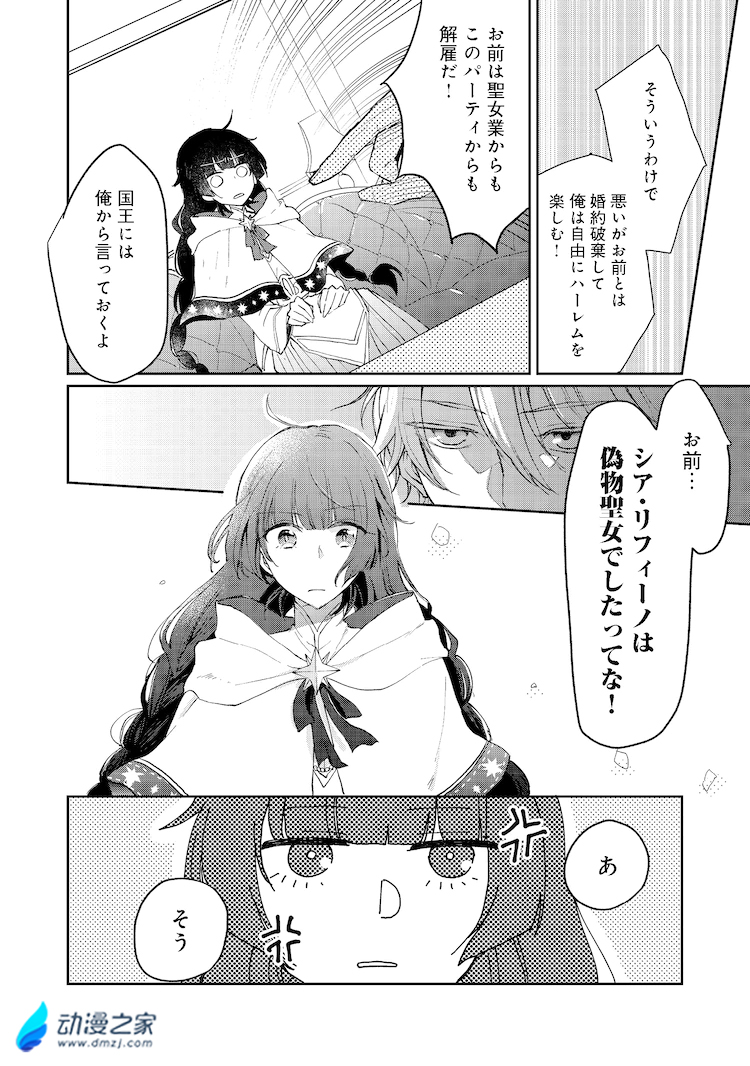 そういうわけで
悪いがお前とは
婚約破棄して
俺は自由にハーレムを
楽しむ！
お前は聖女業からも
このパーティからも
解雇だ！
国王には
俺から言っておくよ
お前…
シア・リフィーノは
偽物聖女でしたってな！
あ
そう
动漫之家
www.dmzj.com